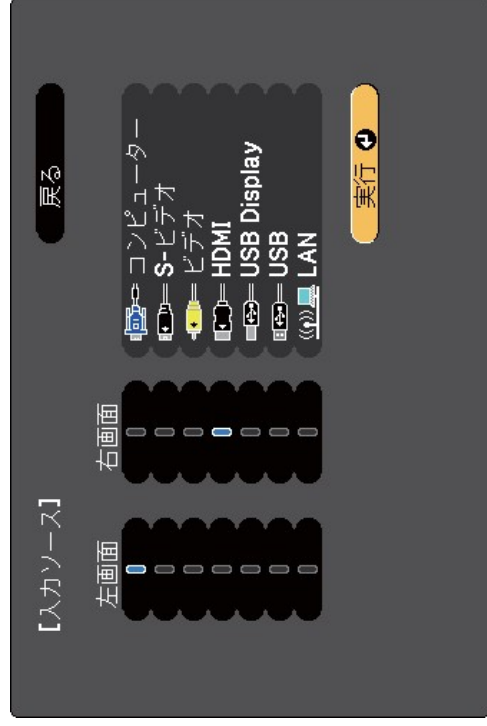 [入力ソース]
戻る
左画面
右画面
コンピューター
S-ビデオ
ビデオ
HDMI
USB Display
USB
LAN
実行